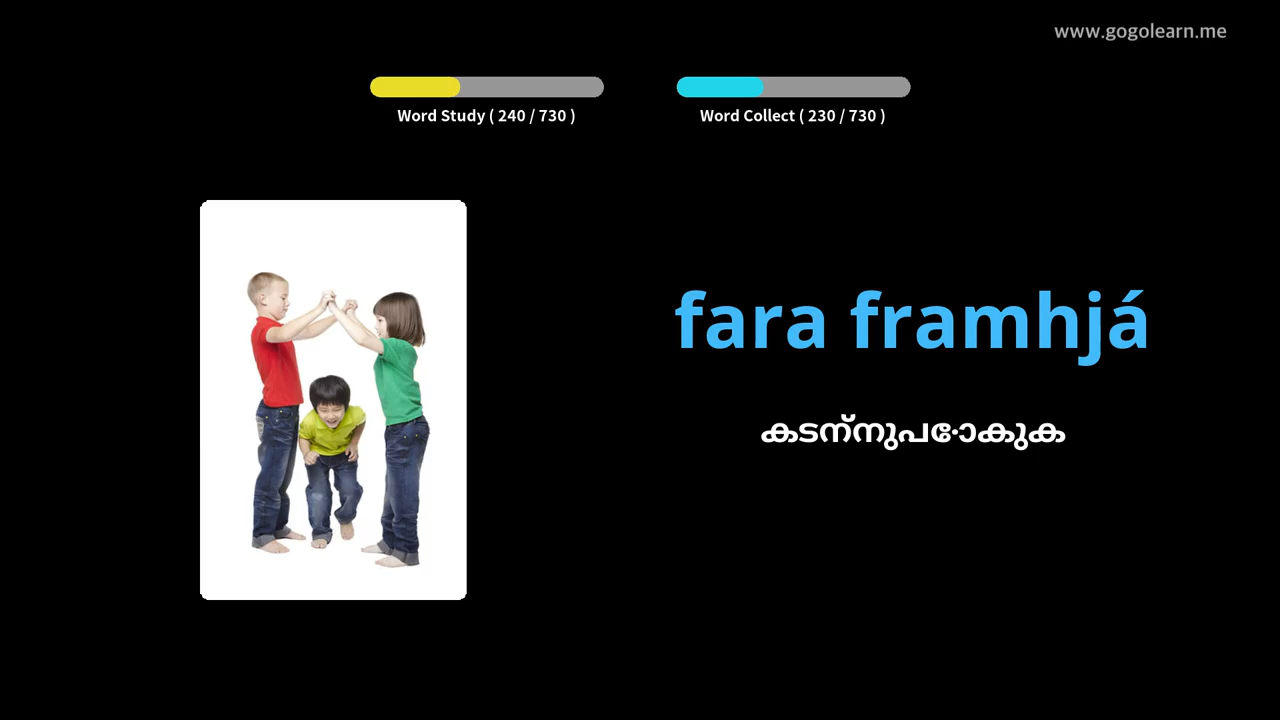 www.gogolearn.me
Word Study ( 240 / 730 )
Word Collect ( 230 / 730 )
fara framhjá
കടന്നുപോകുക